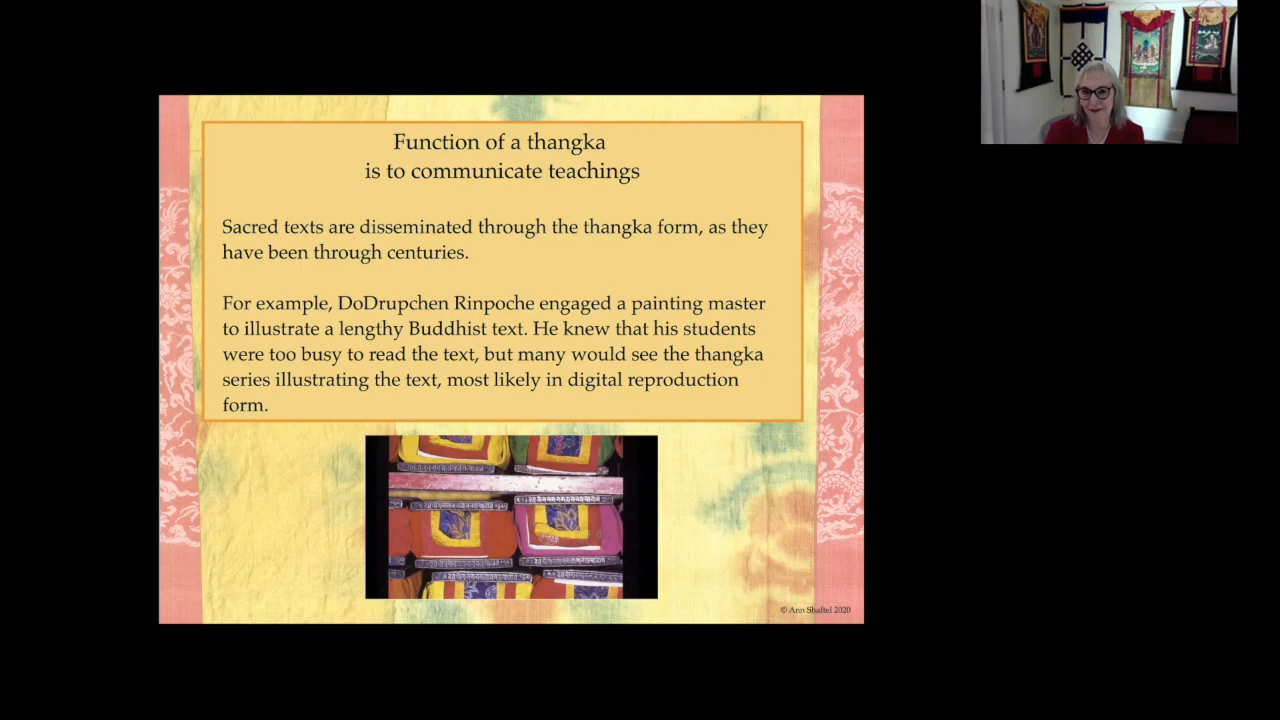 Function of a thangka
is to communicate teachings
Sacred texts are disseminated through the thangka form, as they
have been through centuries.
For example, DoDrupchen Rinpoche engaged a painting master
to illustrate a lengthy Buddhist text. He knew that his students
were too busy to read the text, but many would see the thangka
series illustrating the text, most likely in digital reproduction
form.
© Ann Shaftel 2020